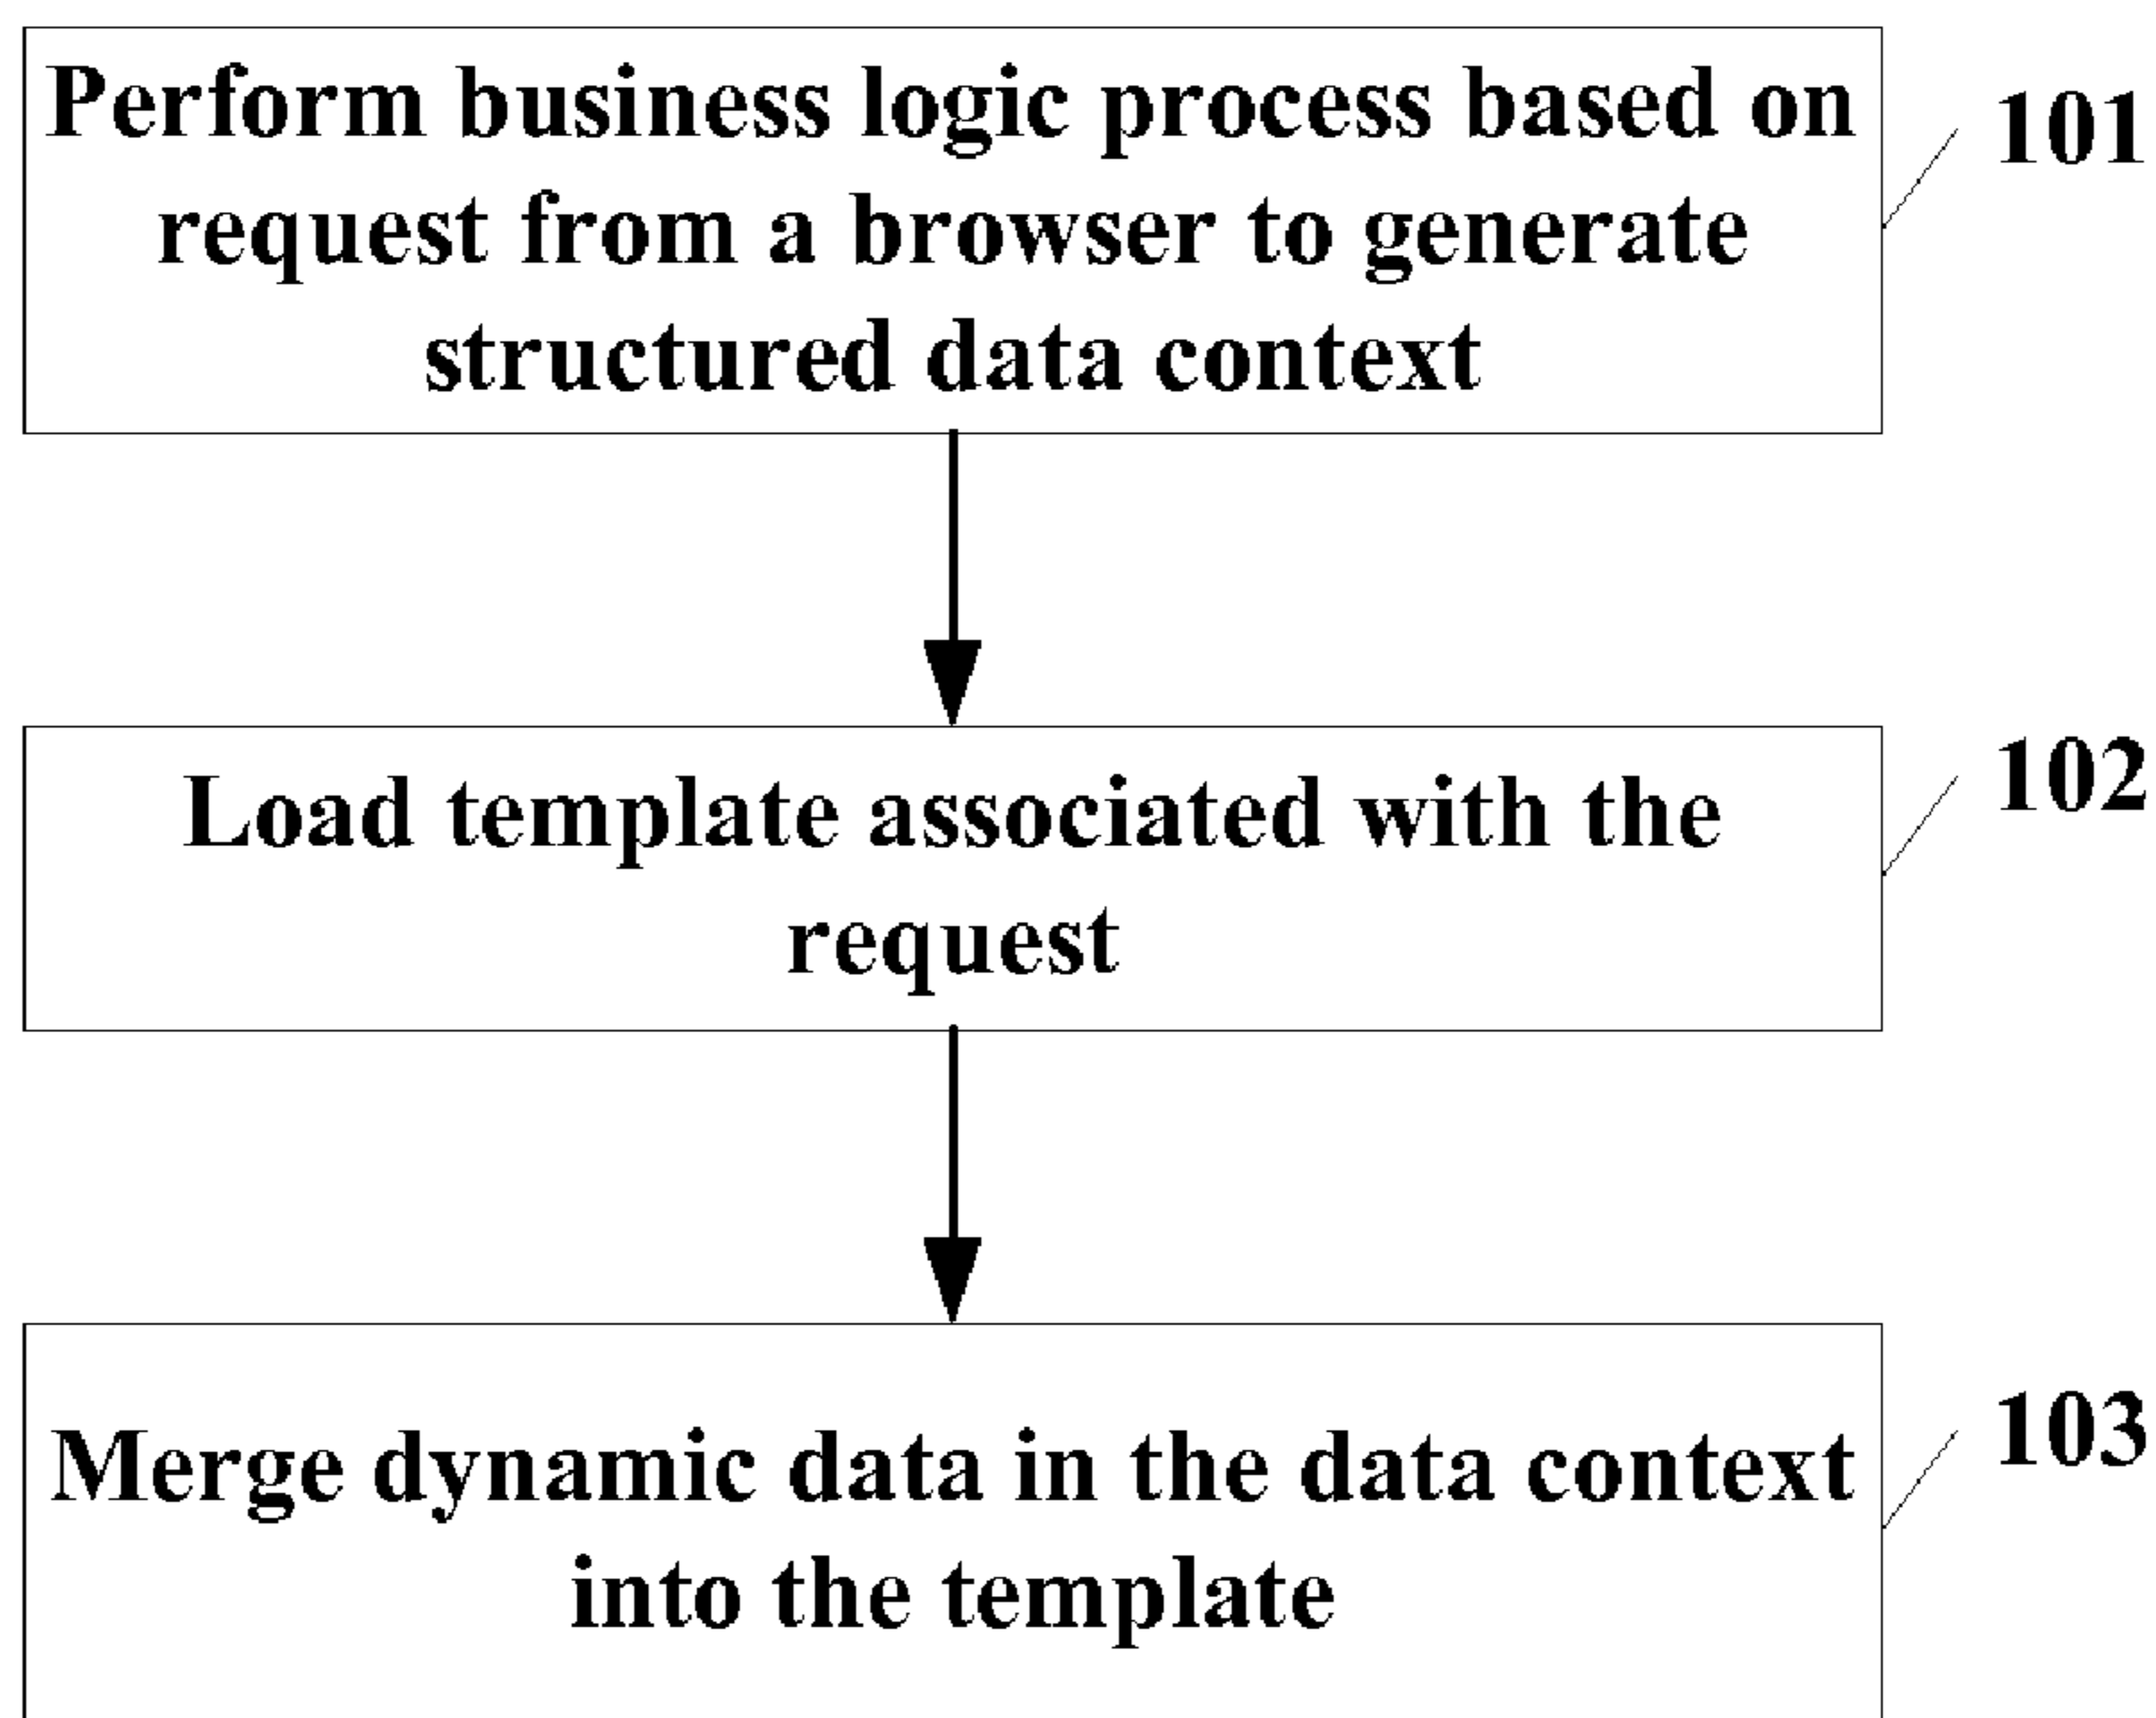 Perform business logic process based on
request from a browser to generate
structured data context
101
Load template associated with the
request
102
Merge dynamic data in the data context
into the template
103